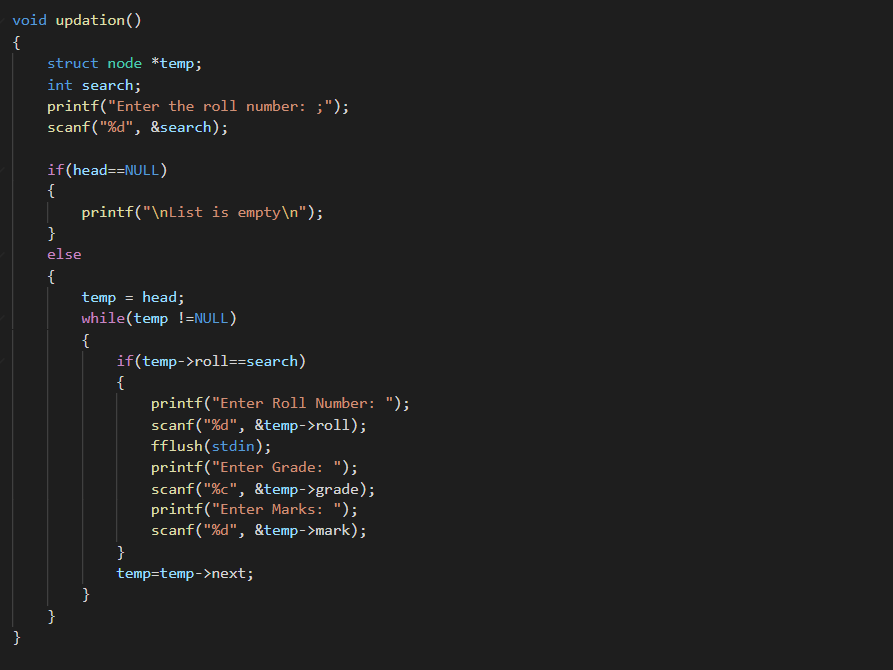 void updation()
{
    struct node *temp;
    int search;
    printf("Enter the roll number: ;");
    scanf("%d", &search);

    if(head==NULL)
    {
        printf("\nList is empty\n");
    }
    else
    {
        temp = head;
        while(temp !=NULL)
        {
            if(temp->roll==search)
            {
                printf("Enter Roll Number: ");
                scanf("%d", &temp->roll);
                fflush(stdin);
                printf("Enter Grade: ");
                scanf("%c", &temp->grade);
                printf("Enter Marks: ");
                scanf("%d", &temp->mark);
            }
            temp=temp->next;
        }
    }
}